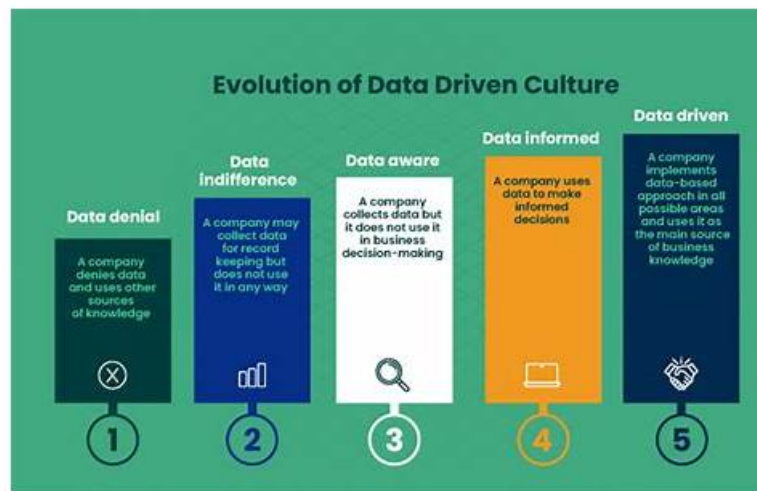 Evolution of Data Driven Culture
Data denial
A company
denies data
and uses other
sources
of knowledge
1
Data
indifference
A company may
collect data
for record
keeping but
does not use
it in any way
2
Data aware
A company
collects data but
it does not use it
in business
decision-making
3
Data informed
A company uses
data to make
informed
decisions
4
Data driven
A company
implements
data-based
approach in all
possible areas
and uses it as
the main source
of business
knowledge
5